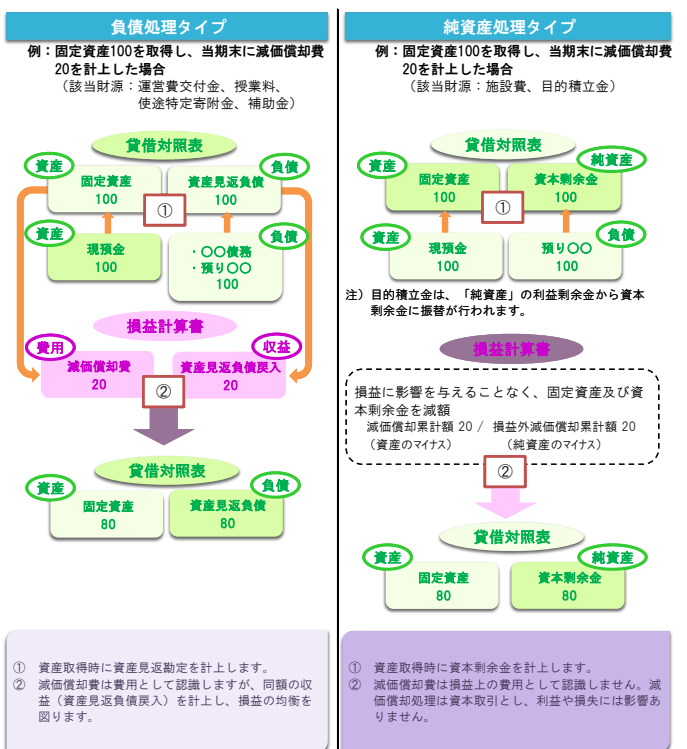 負債処理タイプ
例：固定資産100を取得し、当期末に減価償却費
20を計上した場合
（該当財源：運営費交付金、授業料、
使途特定寄附金、補助金）
貸借対照表
資産
負債
固定資産
100
資産見返負債
100
①
資産
負債
現預金
100
・〇〇債務
・預り〇〇
100
損益計算書
費用
収益
減価償却費
20
資産見返負債戻入
20
②
貸借対照表
資産
負債
固定資産
80
資産見返負債
80
① 資産取得時に資産見返勘定を計上します。
② 減価償却費は費用として認識しますが、同額の収
益（資産見返負債戻入）を計上し、損益の均衡を
図ります。
純資産処理タイプ
例：固定資産100を取得し、当期末に減価償却費
20を計上した場合
（該当財源：施設費、目的積立金）
貸借対照表
資産
純資産
固定資産
100
資本剰余金
100
①
資産
負債
現預金
100
預り〇〇
100
注）目的積立金は、「純資産」の利益剰余金から資本
剰余金に振替が行われます。
損益計算書
損益に影響を与えることなく、固定資産及び資
本剰余金を減額
減価償却累計額 20 / 損益外減価償却累計額 20
（資産のマイナス）　（純資産のマイナス）
②
貸借対照表
資産
純資産
固定資産
80
資本剰余金
80
① 資産取得時に資本剰余金を計上します。
② 減価償却費は損益上の費用として認識しません。減
価償却処理は資本取引とし、利益や損失には影響あ
りません。